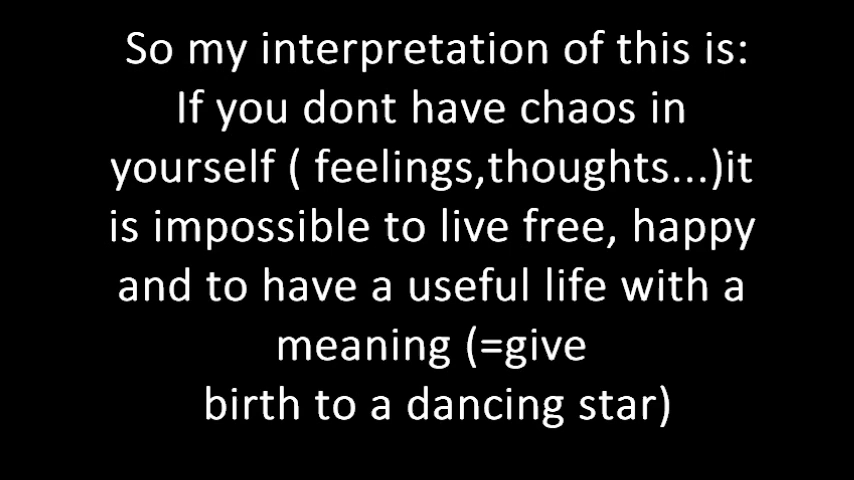 So my interpretation of this is:
If you dont have chaos in
yourself ( feelings,thoughts...)it
is impossible to live free, happy
and to have a useful life with a
meaning (=give
birth to a dancing star)